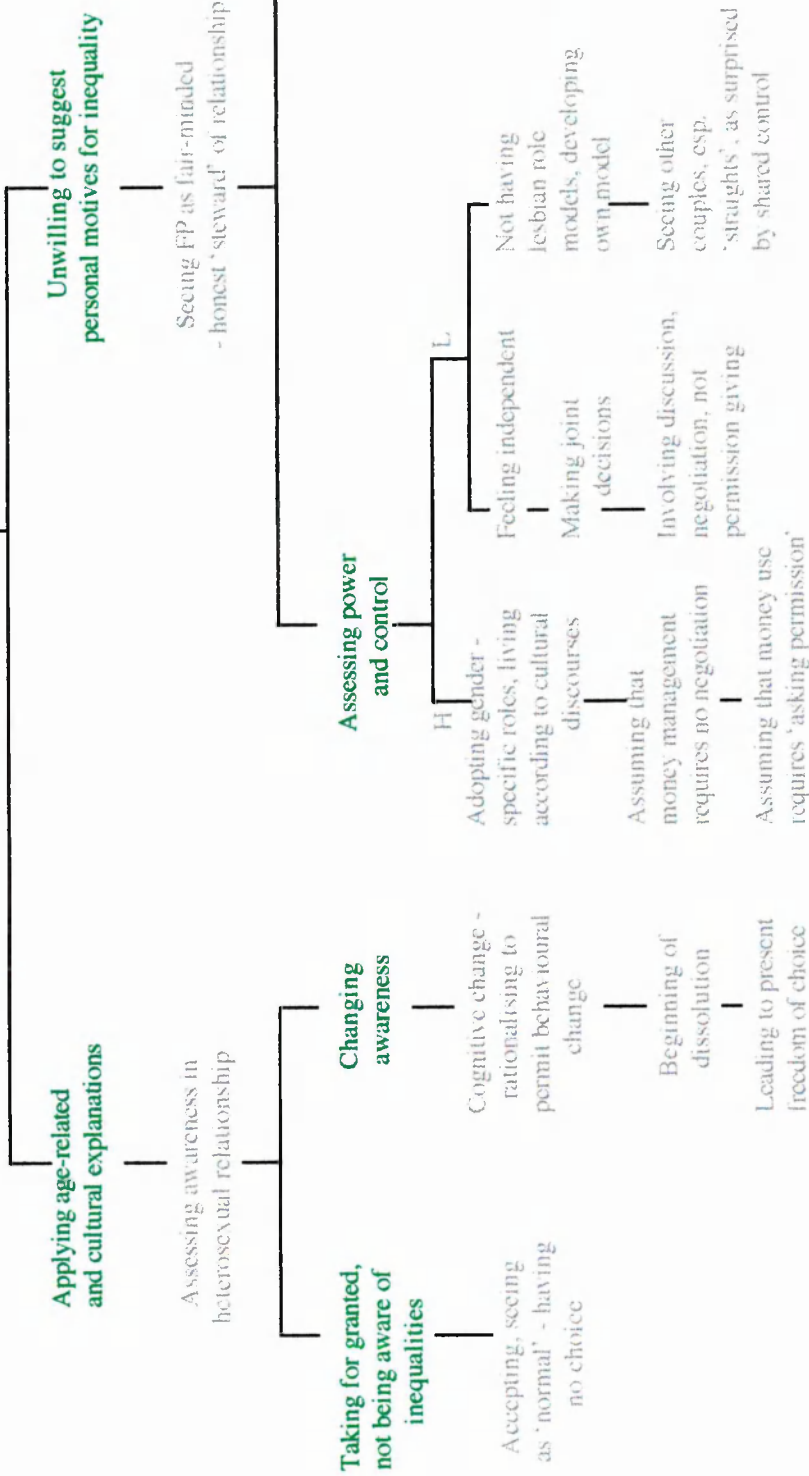 Applying age-related
and cultural explanations
Assessing awareness in
heterosexual relationship
Taking for granted,
not being aware of
inequalities
Accepting, seeing
as 'normal' - having
no choice
Changing
awareness
Cognitive change -
rationalising to
permit behavioural
change
Beginning of
dissolution
Leading to present
freedom of choice
Unwilling to suggest
personal motives for inequality
Seeing FP as fair-minded
- honest 'steward' of relationship
Assessing power
and control
H
Adopting gender -
specific roles, living
according to cultural
discourses
Assuming that
money management
requires no negotiation
Assuming that money use
requires 'asking permission'
L
Feeling independent
Making joint
decisions
Involving discussion,
negotiation, not
permission giving
Not having
lesbian role
models, developing
own model
Seeing other
couples, esp.
'straights', as surprised
by shared control